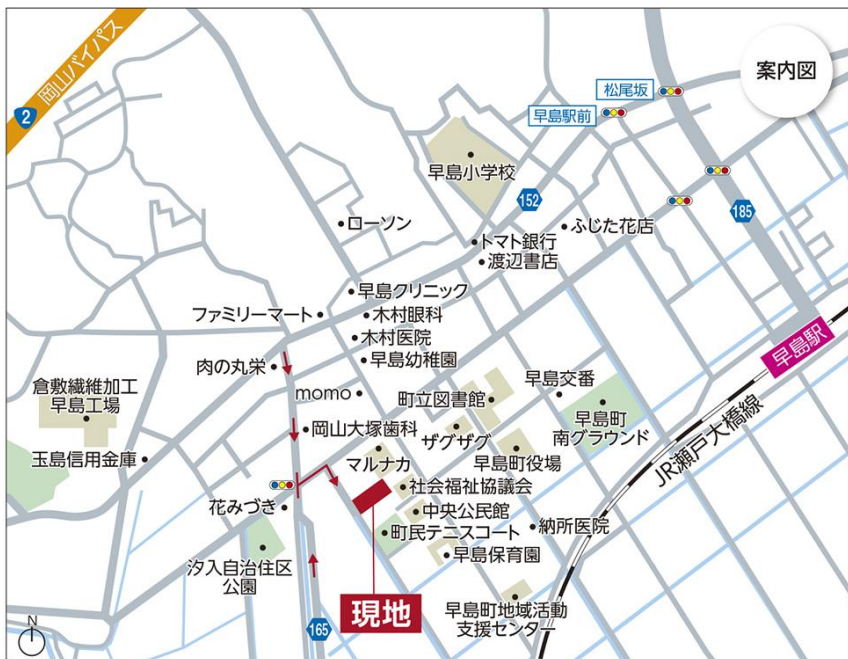 岡山バイパス
2
案内図
松尾坂
早島駅前
早島小学校
152
185
ローソン
トマト銀行
ふじた花店
渡辺書店
早島クリニック
ファミリーマート
木村眼科
木村医院
早島幼稚園
早島駅
肉の丸栄
倉敷繊維加工
早島工場
momo
町立図書館
早島交番
早島町
南グラウンド
JR瀬戸大橋線
岡山大塚歯科
ザグザグ
早島町役場
玉島信用金庫
マルナカ
社会福祉協議会
花みづき
中央公民館
町民テニスコート
納所医院
早島保育園
汐入自治住区
公園
現地
早島町地域活動
支援センター
165
N